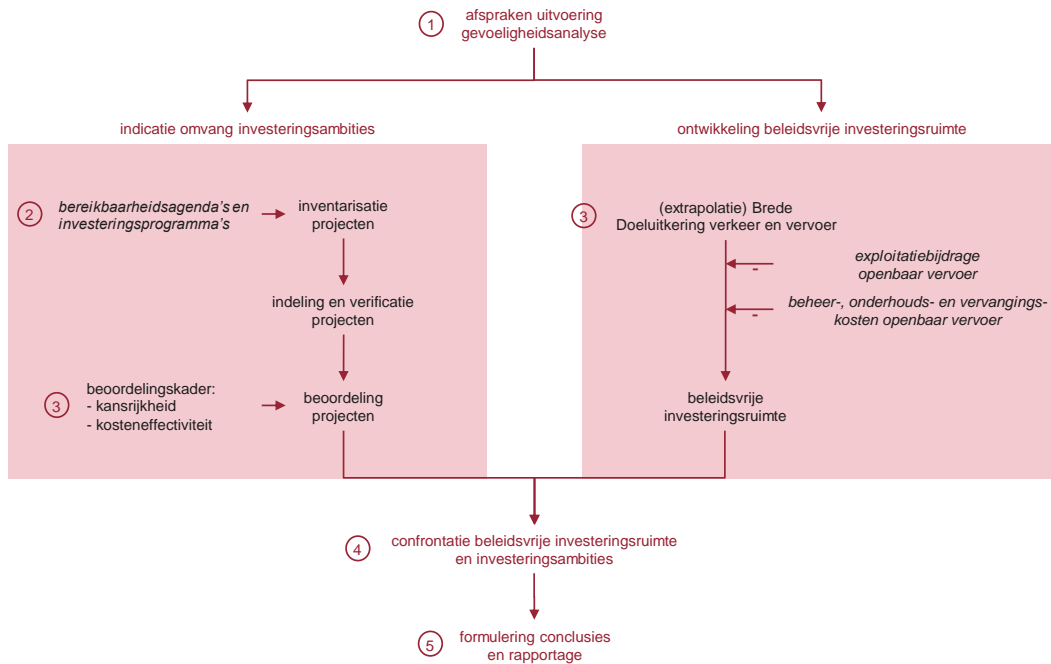 1
afspraken uitvoering
gevoeligheidsanalyse
indicatie omvang investeringsambities
2
bereikbaarheidsagenda's en
investeringsprogramma's
inventarisatie
projecten
indeling en verificatie
projecten
3
beoordelingskader:
- kansrijkheid
- kosteneffectiviteit
beoordeling
projecten
ontwikkeling beleidsvrije investeringsruimte
3
(extrapolatie) Brede
Doeluitkering verkeer en vervoer
-
exploitatiebijdrage
openbaar vervoer
-
beheer-, onderhouds- en vervangings-
kosten openbaar vervoer
beleidsvrije
investeringsruimte
4
confrontatie beleidsvrije investeringsruimte
en investeringsambities
5
formulering conclusies
en rapportage